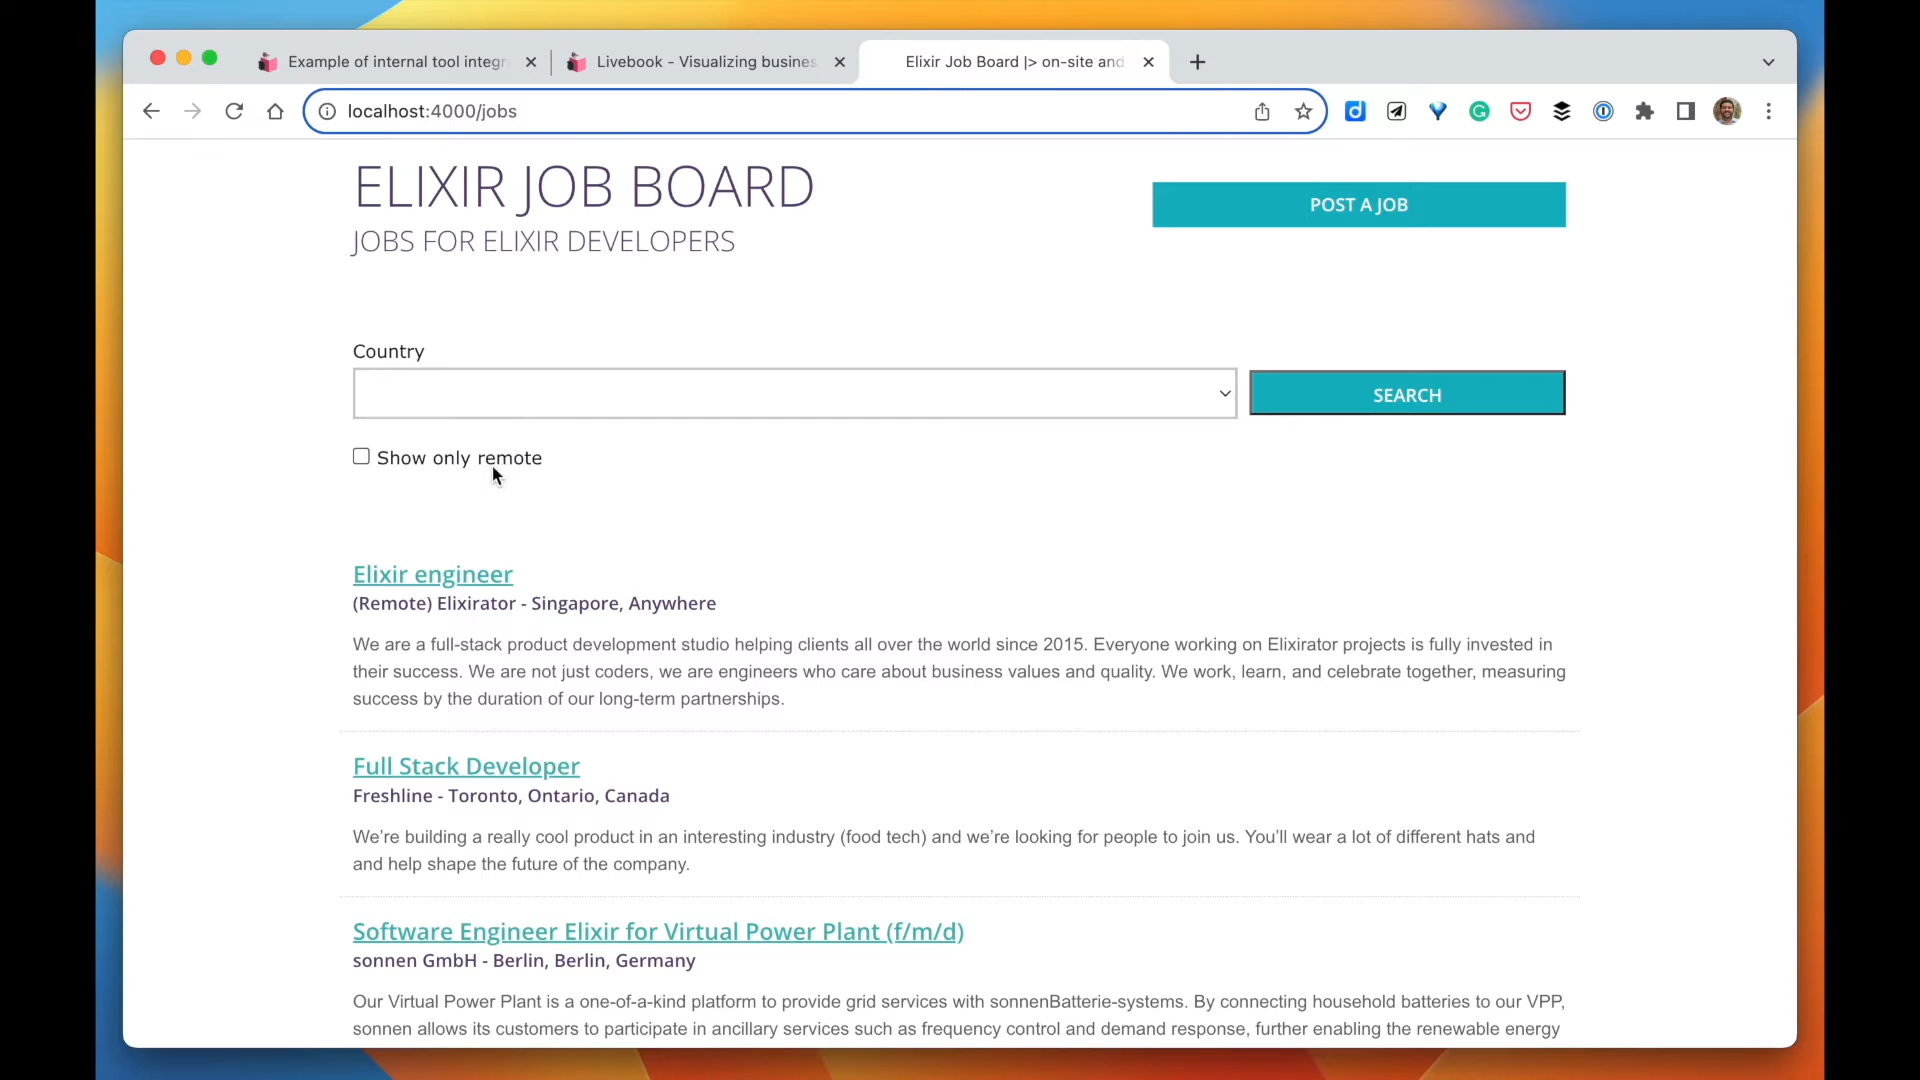 Example of internal tool integr
Livebook - Visualizing busines
Elixir Job Board |> on-site and
localhost:4000/jobs
ELIXIR JOB BOARD
POST A JOB
JOBS FOR ELIXIR DEVELOPERS
Country
SEARCH
Show only remote
Elixir engineer
(Remote) Elixirator - Singapore, Anywhere
We are a full-stack product development studio helping clients all over the world since 2015. Everyone working on Elixirator projects is fully invested in
their success. We are not just coders, we are engineers who care about business values and quality. We work, learn, and celebrate together, measuring
success by the duration of our long-term partnerships.
Full Stack Developer
Freshline - Toronto, Ontario, Canada
We’re building a really cool product in an interesting industry (food tech) and we’re looking for people to join us. You’ll wear a lot of different hats and
and help shape the future of the company.
Software Engineer Elixir for Virtual Power Plant (f/m/d)
sonnen GmbH - Berlin, Berlin, Germany
Our Virtual Power Plant is a one-of-a-kind platform to provide grid services with sonnenBatterie-systems. By connecting household batteries to our VPP,
sonnen allows its customers to participate in ancillary services such as frequency control and demand response, further enabling the renewable energy